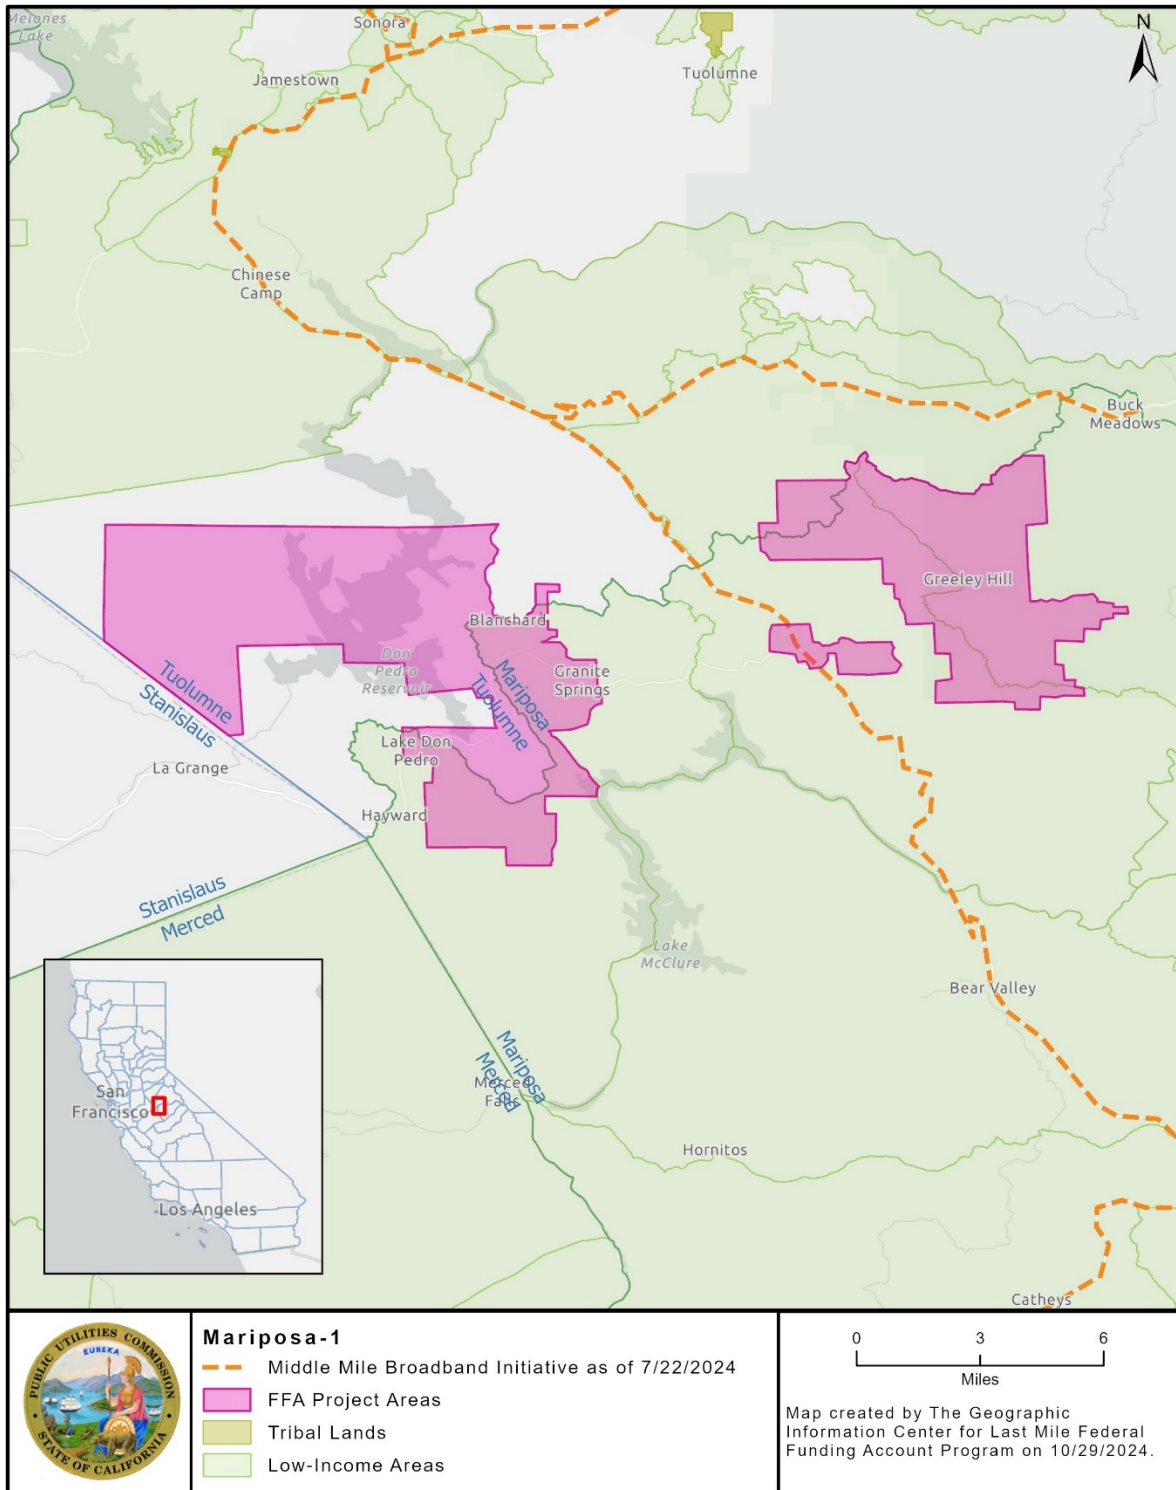 Melones
Lake
Sonora
N
Jamestown
Tuolumne
Chinese
Camp
Buck
Meadows
Greeley Hill
Blanchard
Don
Pedro
Reservoir
Granite
Springs
Mariposa
Tuolumne
Tuolumne
Stanislaus
Lake Don
Pedro
La Grange
Hayward
Stanislaus
Merced
Lake
McClure
Bear Valley
Mariposa
Merced
Merced
Falls
San
Francisco
Los Angeles
Hornitos
Catheys
PUBLIC UTILITIES COMMISSION
EUREKA
STATE OF CALIFORNIA
Mariposa-1
Middle Mile Broadband Initiative as of 7/22/2024
FFA Project Areas
Tribal Lands
Low-Income Areas
0 3 6
Miles
Map created by The Geographic
Information Center for Last Mile Federal
Funding Account Program on 10/29/2024.